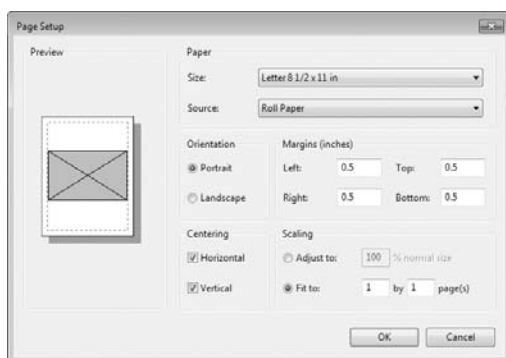 Page Setup
Preview
Paper
Size: Letter 8 1/2 x 11 in
Source: Roll Paper
Orientation
Portrait
Landscape
Margins (inches)
Left: 0.5 Top: 0.5
Right: 0.5 Bottom: 0.5
Centering
Horizontal
Vertical
Scaling
Adjust to: 100 % normal size
Fit to: 1 by 1 page(s)
OK Cancel